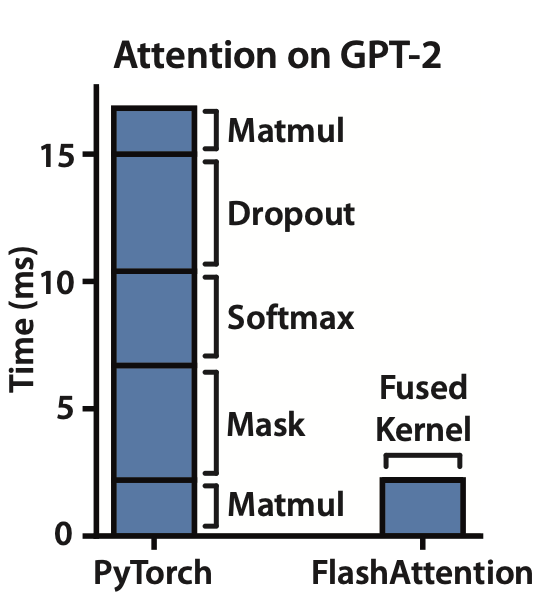 Attention on GPT-2
Time (ms)
15
10
5
0
Matmul
Dropout
Softmax
Mask
Matmul
Fused
Kernel
PyTorch
FlashAttention